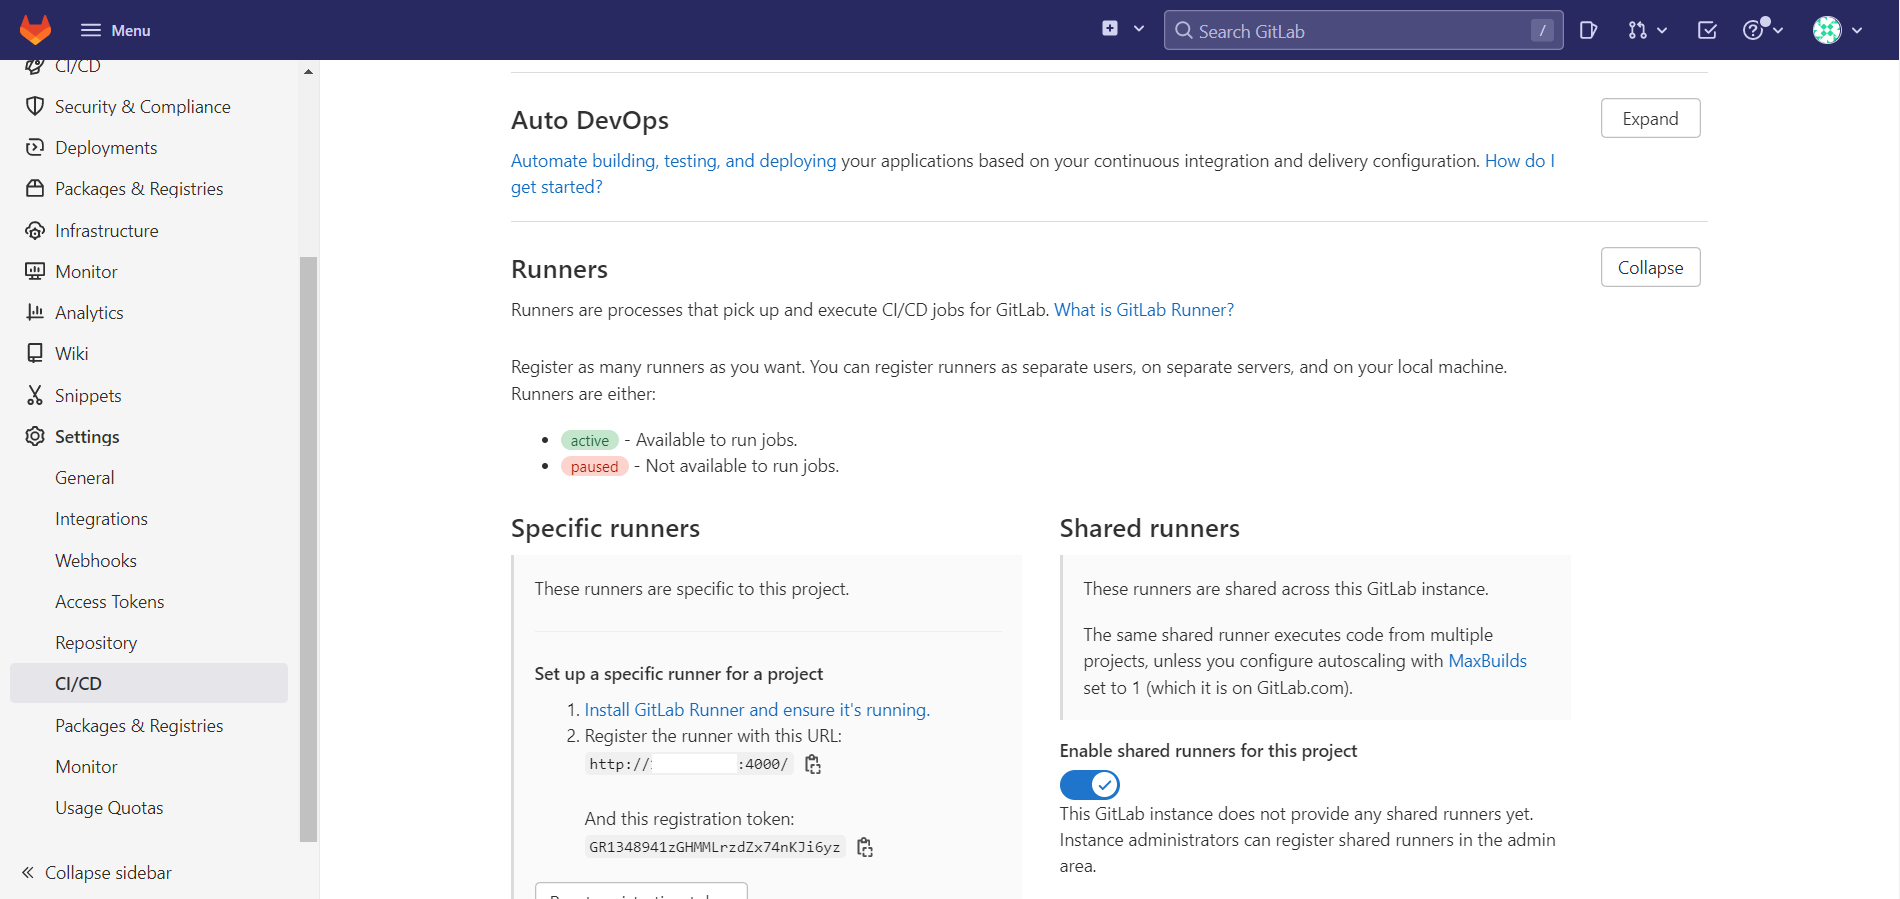 Menu
Search GitLab
/
CI/CD
Security & Compliance
Deployments
Packages & Registries
Infrastructure
Monitor
Analytics
Wiki
Snippets
Settings
General
Integrations
Webhooks
Access Tokens
Repository
CI/CD
Packages & Registries
Monitor
Usage Quotas
Collapse sidebar
Auto DevOps
Expand
Automate building, testing, and deploying your applications based on your continuous integration and delivery configuration. How do I
get started?
Runners
Collapse
Runners are processes that pick up and execute CI/CD jobs for GitLab. What is GitLab Runner?
Register as many runners as you want. You can register runners as separate users, on separate servers, and on your local machine.
Runners are either:
active - Available to run jobs.
paused - Not available to run jobs.
Specific runners
These runners are specific to this project.
Set up a specific runner for a project
1. Install GitLab Runner and ensure it's running.
2. Register the runner with this URL:
http:// :4000/
And this registration token:
GR1348941zGHMMLrzdZx74nKJi6yz
Shared runners
These runners are shared across this GitLab instance.
The same shared runner executes code from multiple
projects, unless you configure autoscaling with MaxBuilds
set to 1 (which it is on GitLab.com).
Enable shared runners for this project
This GitLab instance does not provide any shared runners yet.
Instance administrators can register shared runners in the admin
area.